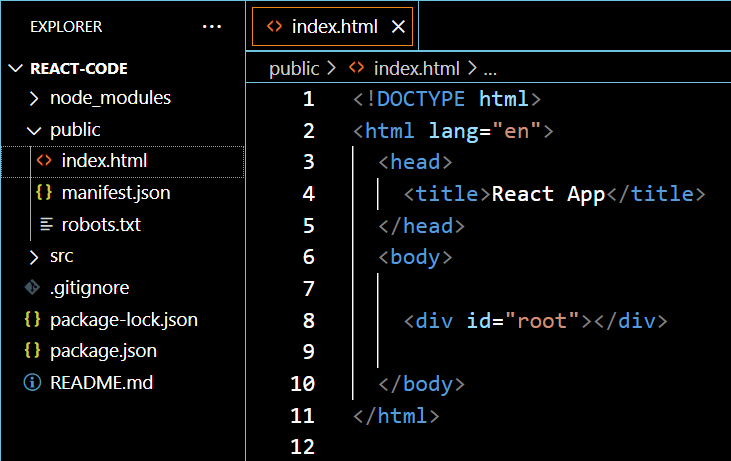 EXPLORER ...
REACT-CODE
node_modules
public
index.html
manifest.json
robots.txt
src
.gitignore
package-lock.json
package.json
README.md
index.html
public > index.html > ...
1 <!DOCTYPE html>
2 <html lang="en">
3 <head>
4 <title>React App</title>
5 </head>
6 <body>
7
8 <div id="root"></div>
9
10 </body>
11 </html>
12